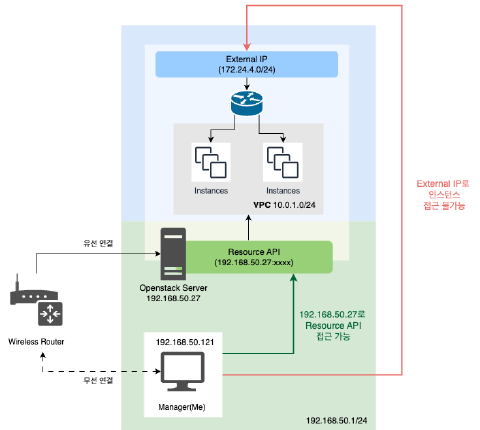 External IP
(172.24.4.0/24)
Instances
Instances
VPC 10.0.1.0/24
External IP로
인스턴스
접근 불가능
유선 연결
Resource API
(192.168.50.27:xxxx)
Openstack Server
192.168.50.27
192.168.50.27로
Resource API
접근 가능
Wireless Router
192.168.50.121
무선 연결
Manager(Me)
192.168.50.1/24